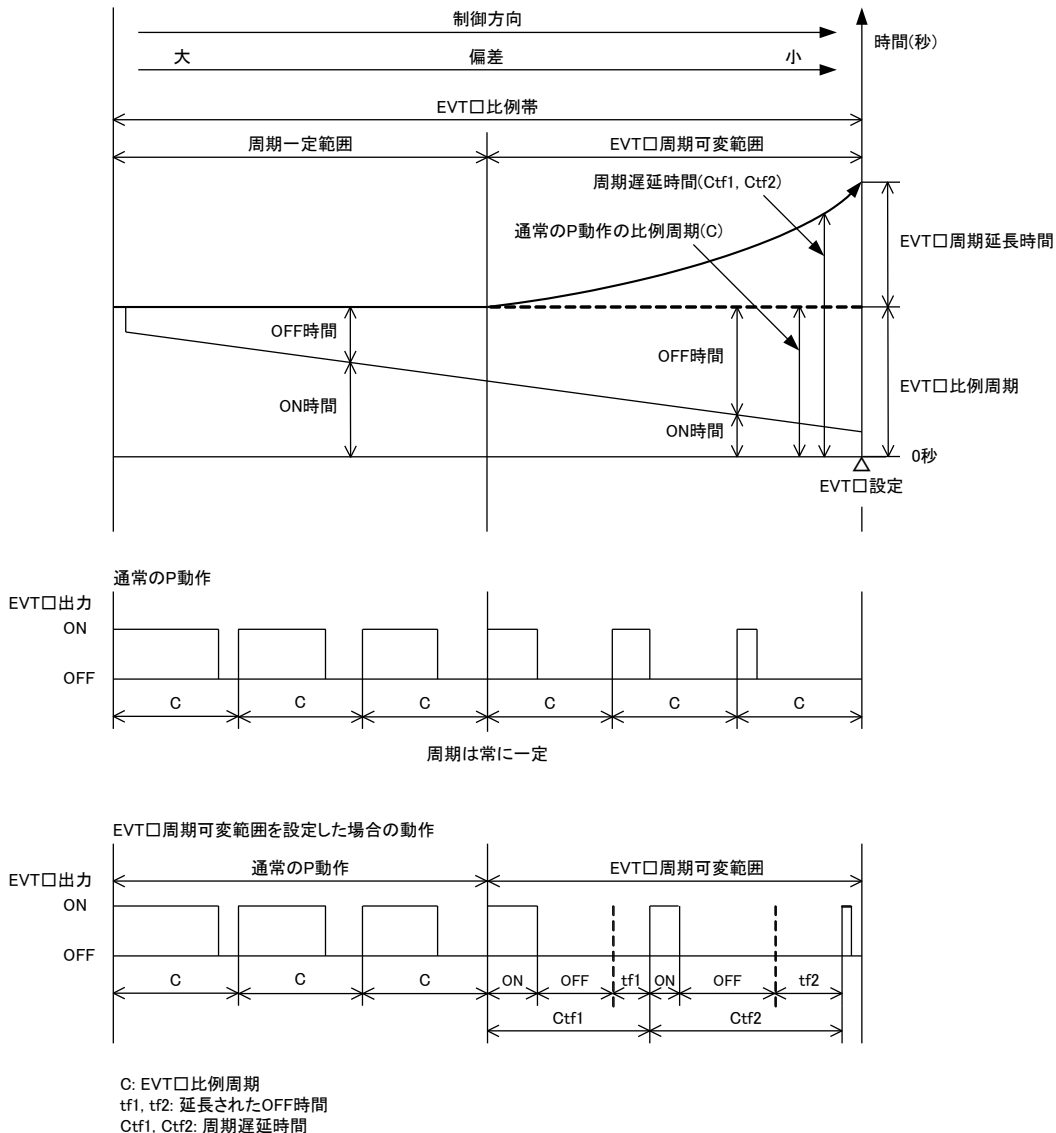 制御方向
時間(秒)
大 偏差 小
EVT□比例帯
周期一定範囲 EVT□周期可変範囲
周期遅延時間(Ctf1, Ctf2)
通常のP動作の比例周期(C)
EVT□周期延長時間
OFF時間
OFF時間
EVT□比例周期
ON時間
ON時間
0秒
EVT□設定
通常のP動作
EVT□出力
ON
OFF
C C C C C C
周期は常に一定
EVT□周期可変範囲を設定した場合の動作
通常のP動作 EVT□周期可変範囲
EVT□出力
ON
OFF
C C C ON OFF tf1 ON OFF tf2
Ctf1 Ctf2
C: EVT□比例周期
tf1, tf2: 延長されたOFF時間
Ctf1, Ctf2: 周期遅延時間